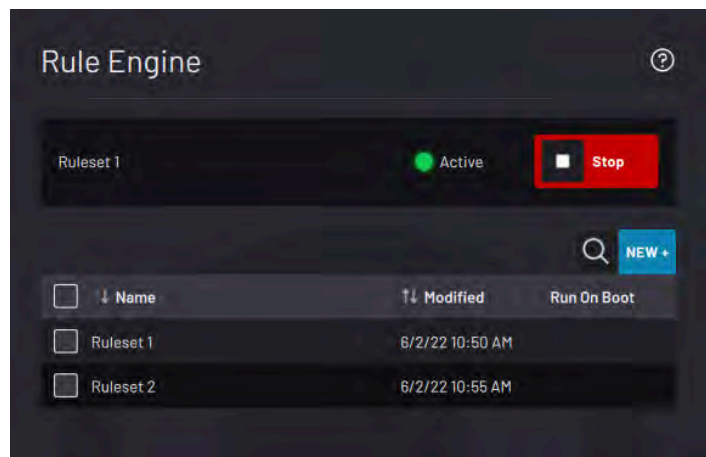 Rule Engine
Ruleset 1 Active Stop
NEW +
Name Modified Run On Boot
Ruleset 1 6/2/22 10:50 AM
Ruleset 2 6/2/22 10:55 AM